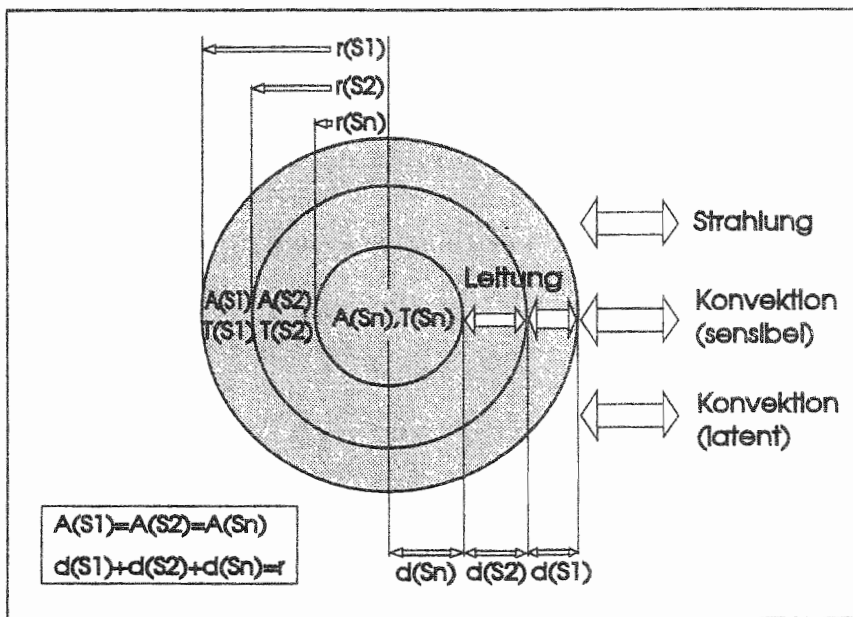 r(S1)
r(S2)
r(Sn)
Strahlung
Leitung
A(S1) A(S2)
A(Sn),T(Sn)
T(S1) T(S2)
Konvektion
(sensibel)
Konvektion
(latent)
A(S1)=A(S2)=A(Sn)
d(S1)+d(S2)+d(Sn)=r
d(Sn) d(S2) d(S1)